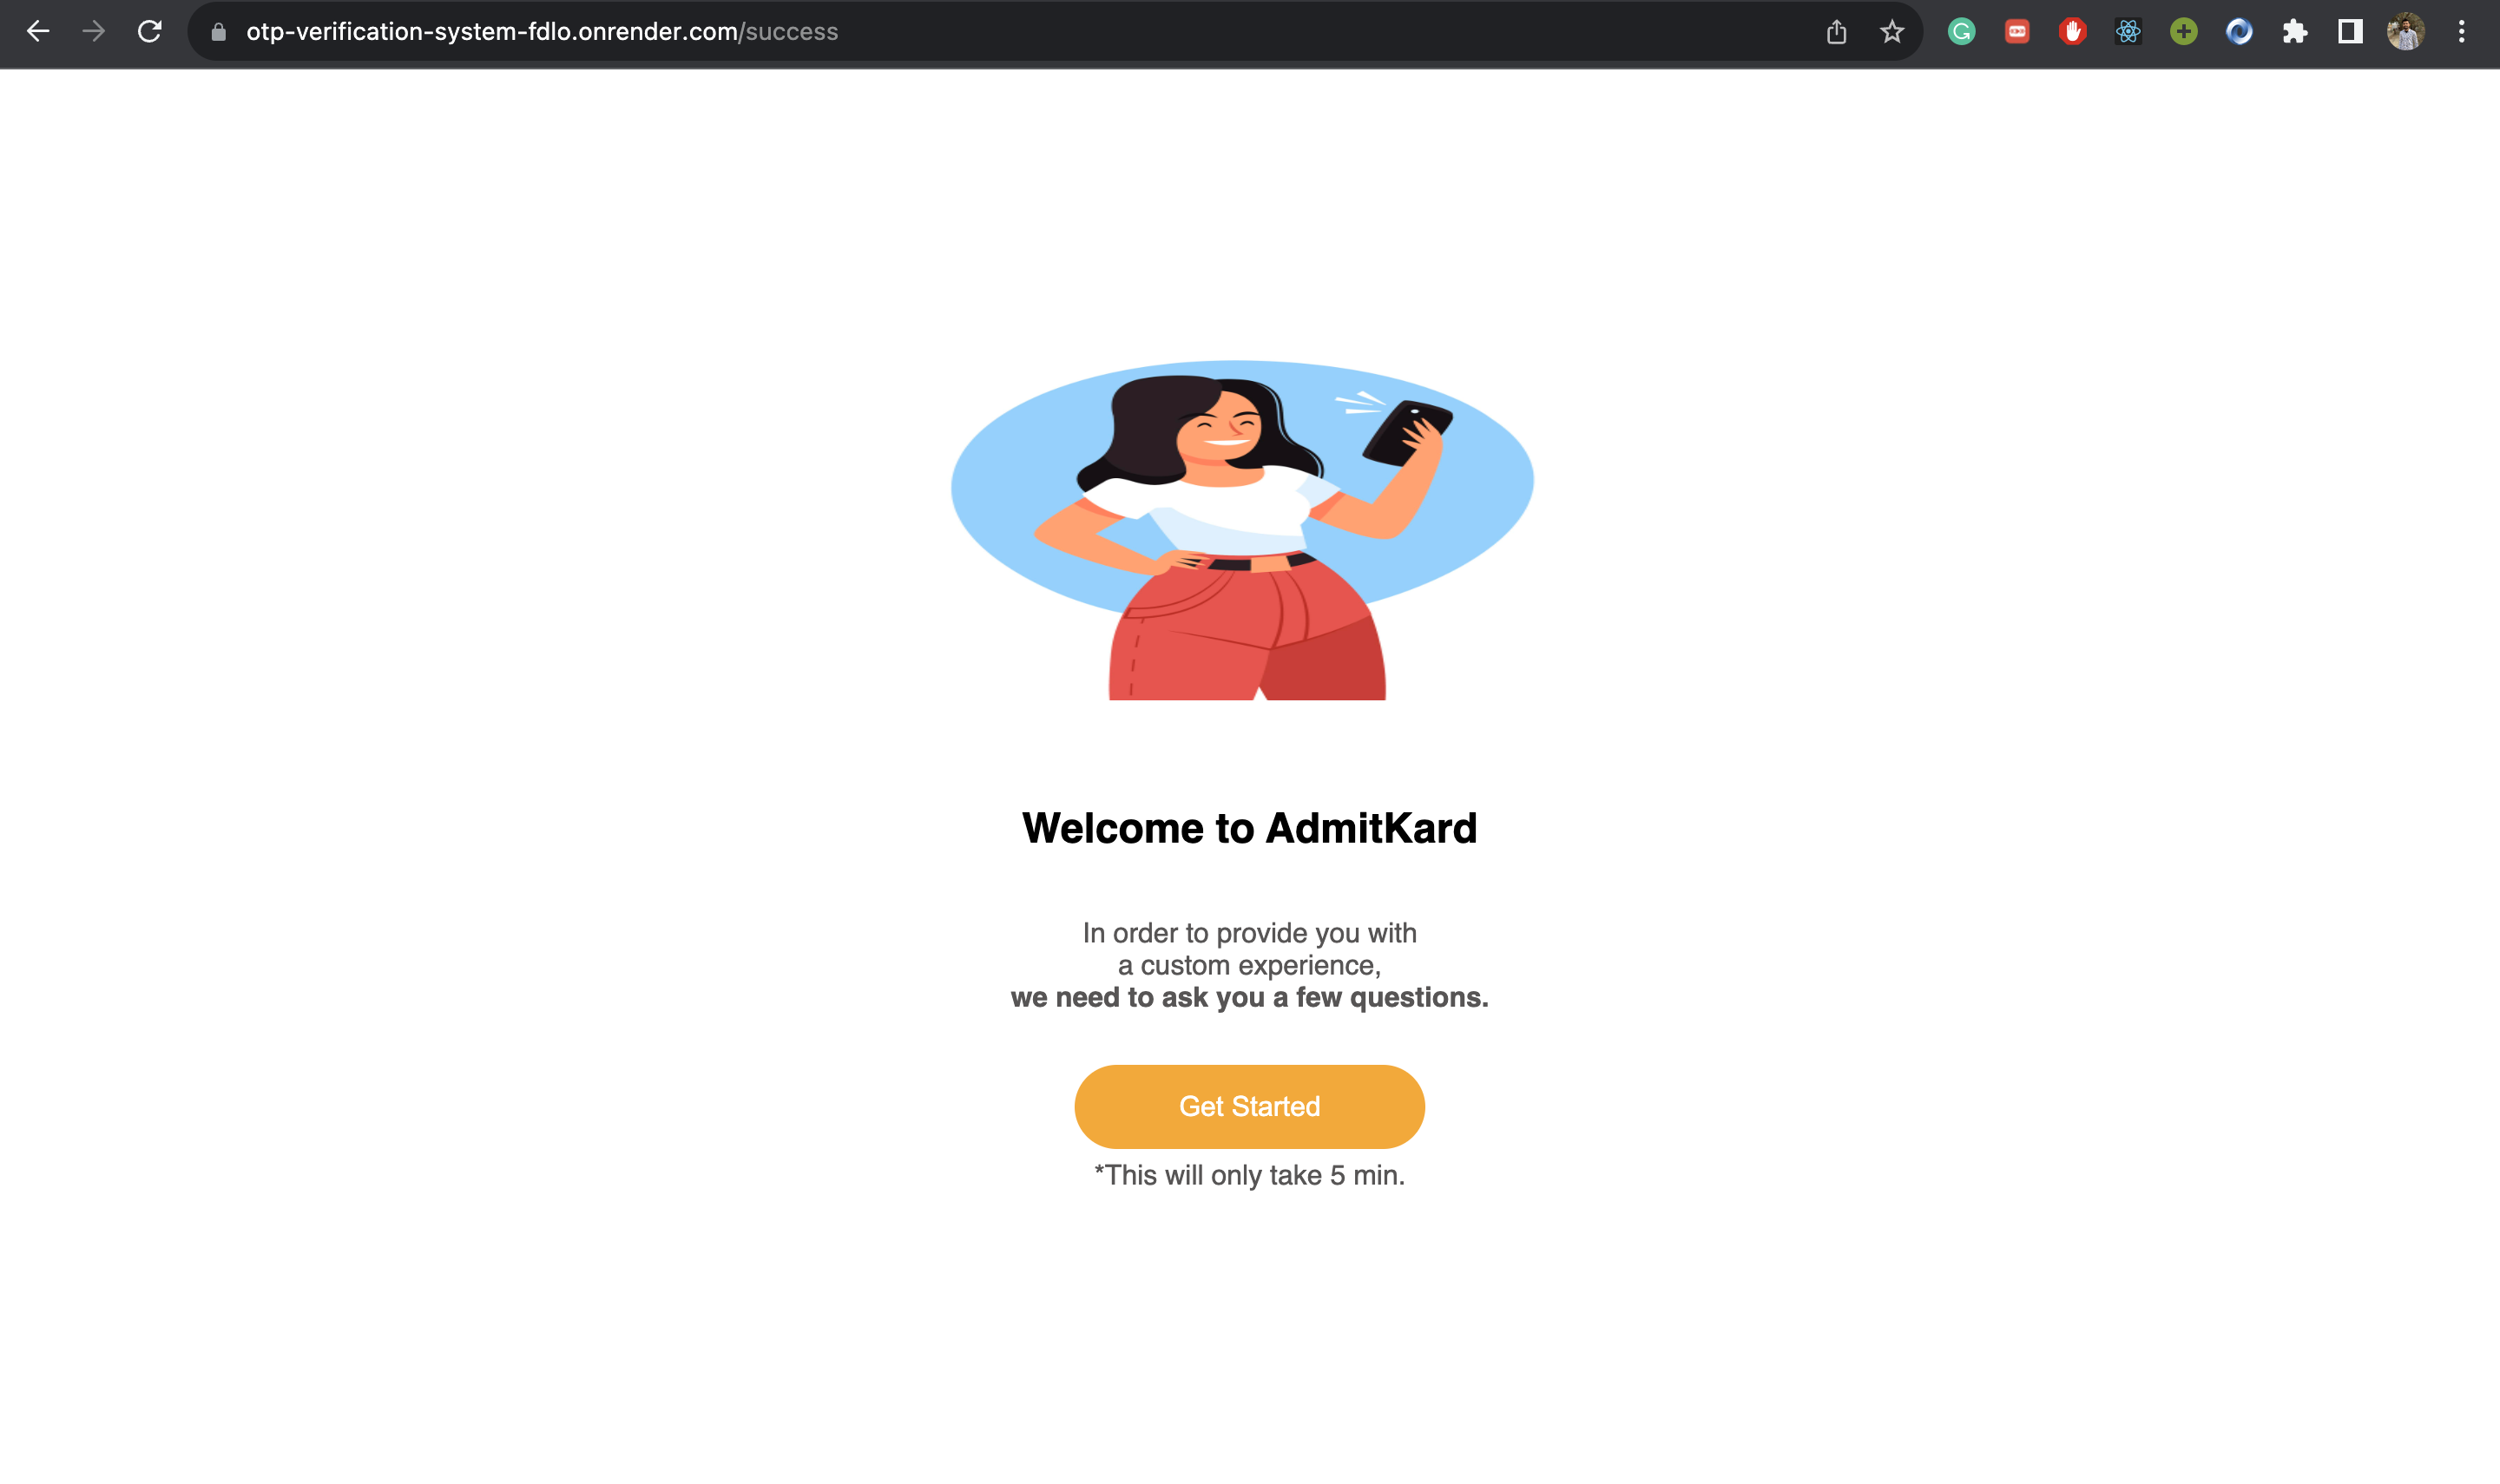 otp-verification-system-fdlo.onrender.com/success
Welcome to AdmitKard
In order to provide you with
a custom experience,
we need to ask you a few questions.
Get Started
*This will only take 5 min.